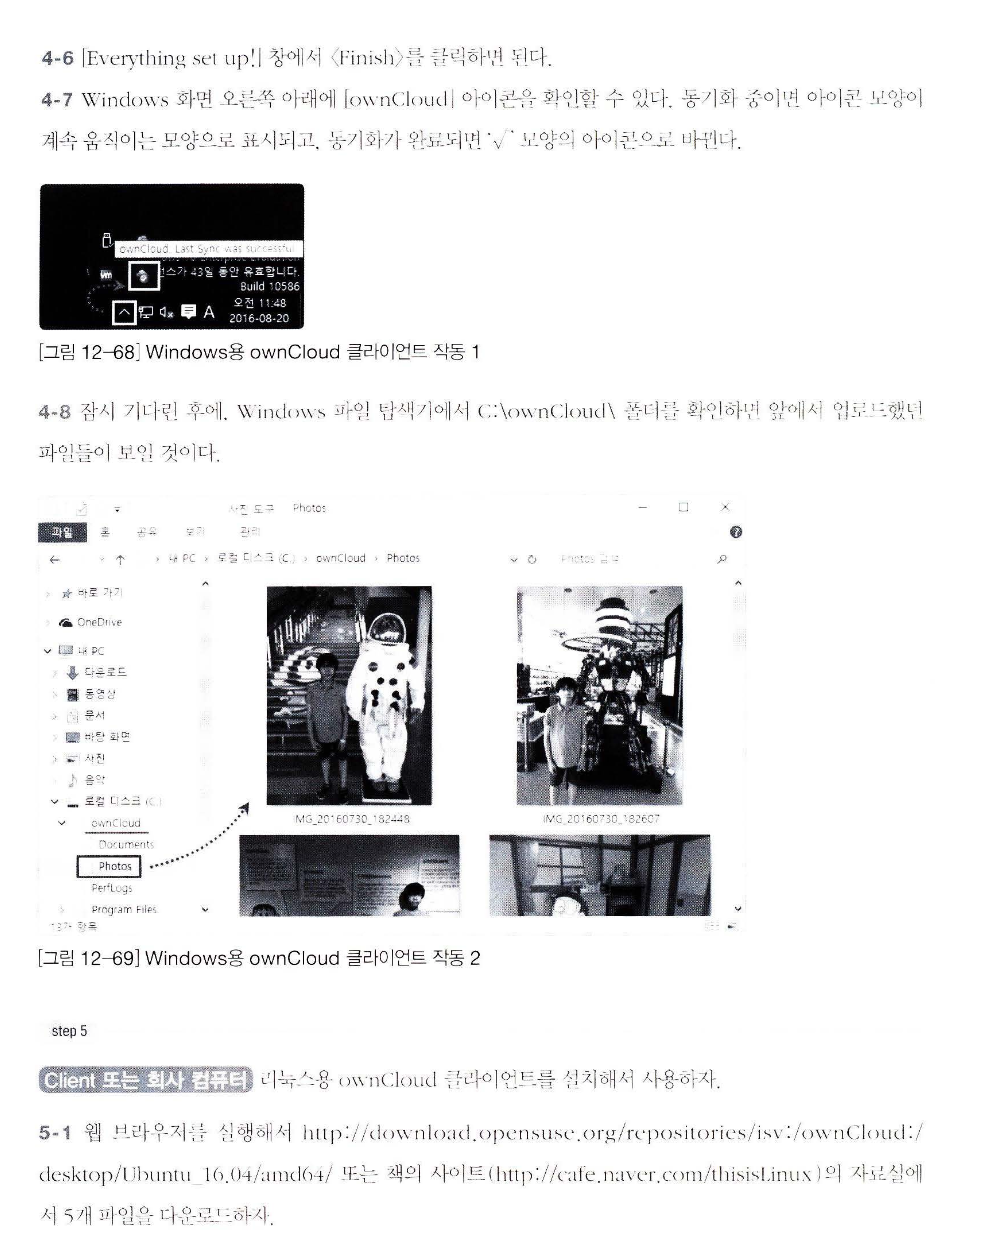 4-6 [Everything set up!] 창에서 〈Finish〉를 클릭하면 된다.
4-7 Windows 화면 오른쪽 아래에 [ownCloud] 아이콘을 확인할 수 있다. 동기화 중이면 아이콘 모양이
계속 움직이는 모양으로 표시되고, 동기화가 완료되면 '√' 모양의 아이콘으로 바뀐다.
ownCloud: Last Sync was successful
스가 43일 동안 유효합니다.
Build 10586
A 오전 11:48
2016-08-20
[그림 12-68] Windows용 ownCloud 클라이언트 작동 1
4-8 잠시 기다린 후에, Windows 파일 탐색기에서 C:\ownCloud\ 폴더를 확인하면 앞에서 업로드했던
파일들이 보일 것이다.
사진 도구 Photos
파일 홈 공유 보기 관리
내 PC › 로컬 디스크 (C:) › ownCloud › Photos
바로 가기
OneDrive
내 PC
다운로드
동영상
문서
바탕 화면
사진
음악
로컬 디스크 (C:)
ownCloud
Documents
Photos
PerfLogs
Program Files
13개 항목
IMG_20160730_182448
IMG_20160730_182607
[그림 12-69] Windows용 ownCloud 클라이언트 작동 2
step 5
Client 또는 회사 컴퓨터 리눅스용 ownCloud 클라이언트를 설치해서 사용하자.
5-1 웹 브라우저를 실행해서 http://download.opensuse.org/repositories/isv:/ownCloud:/
desktop/Ubuntu_16.04/amd64/ 또는 책의 사이트(http://cafe.naver.com/thisisLinux)의 자료실에
서 5개 파일을 다운로드하자.